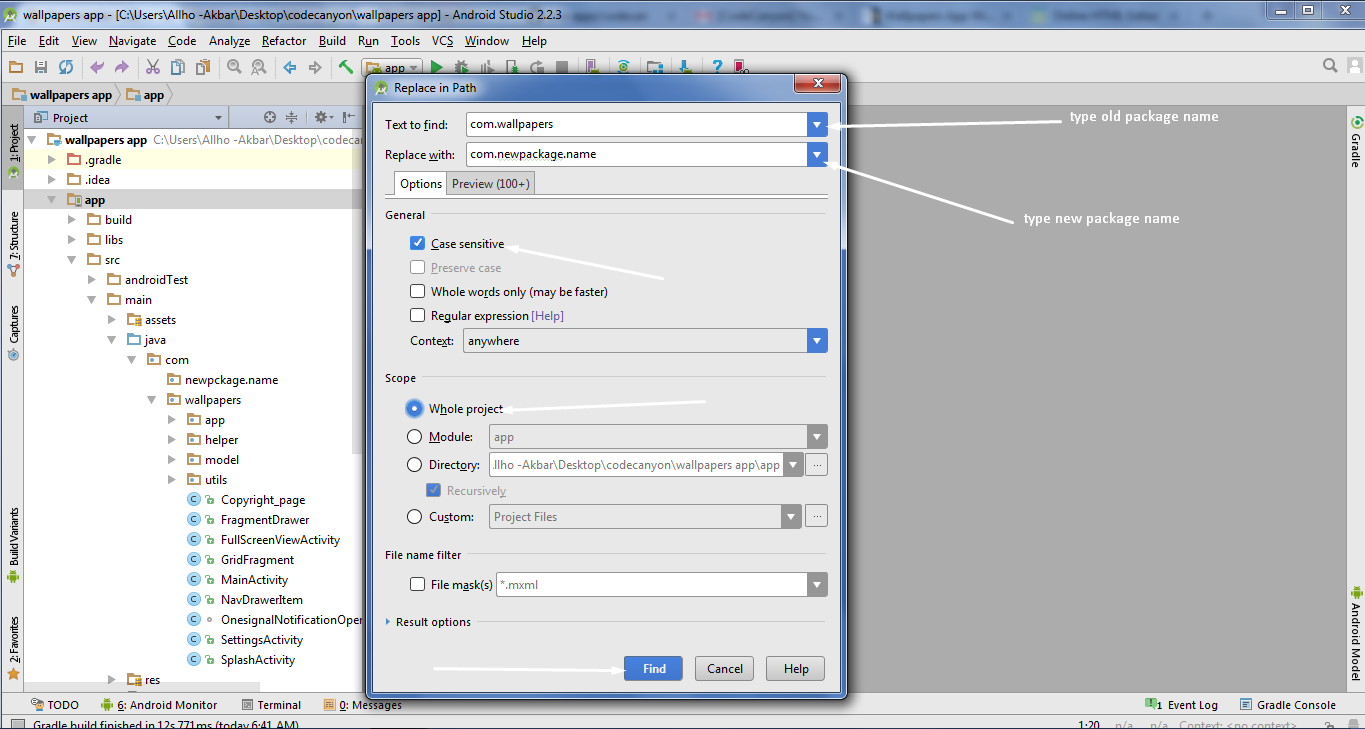 wallpapers app - [C:\Users\Allho -Akbar\Desktop\codecanyon\wallpapers app] - Android Studio 2.2.3
File Edit View Navigate Code Analyze Refactor Build Run Tools VCS Window Help
app
wallpapers app app
Project
wallpapers app C:\Users\Allho -Akbar\Desktop\codecan
.gradle
.idea
app
build
libs
src
androidTest
main
assets
java
com
newpckage.name
wallpapers
app
helper
model
utils
Copyright_page
FragmentDrawer
FullScreenViewActivity
GridFragment
MainActivity
NavDrawerItem
OnesignalNotificationOper
SettingsActivity
SplashActivity
res
1: Project
7: Structure
Captures
Build Variants
2: Favorites
Replace in Path
Text to find: com.wallpapers
Replace with: com.newpackage.name
Options Preview (100+)
General
Case sensitive
Preserve case
Whole words only (may be faster)
Regular expression [Help]
Context: anywhere
Scope
Whole project
Module: app
Directory: .llho -Akbar\Desktop\codecanyon\wallpapers app\app ...
Recursively
Custom: Project Files ...
File name filter
File mask(s) *.mxml
Result options
Find Cancel Help
type old package name
type new package name
Gradle
Android Model
TODO 6: Android Monitor Terminal 0: Messages 1 Event Log Gradle Console
Gradle build finished in 12s 771ms (today 6:41 AM) 1:20 n/a n/a Context: <no context>